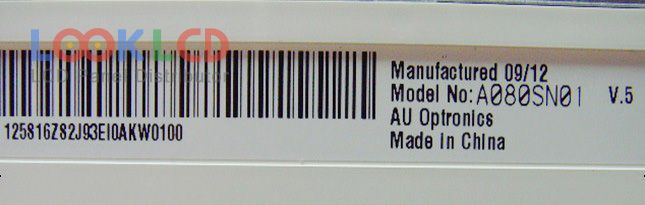 LOOKLCD
LCD Panel Distributor
Manufactured 09/12
Model No: A080SN01 V.5
AU Optronics
Made in China
125816Z82J93EI0AKW0100